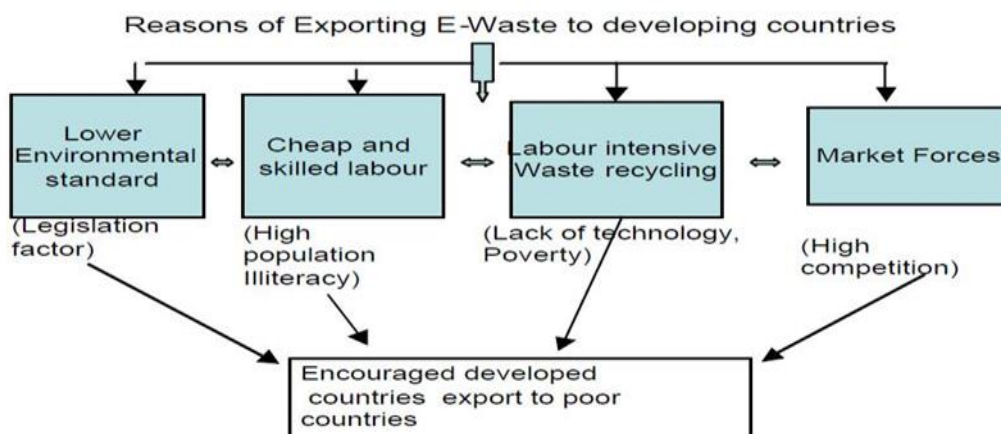 Reasons of Exporting E-Waste to developing countries
Lower
Environmental
standard
Cheap and
skilled labour
Labour intensive
Waste recycling
Market Forces
(Legislation
factor)
(High
population
Illiteracy)
(Lack of technology,
Poverty)
(High
competition)
Encouraged developed
countries export to poor
countries